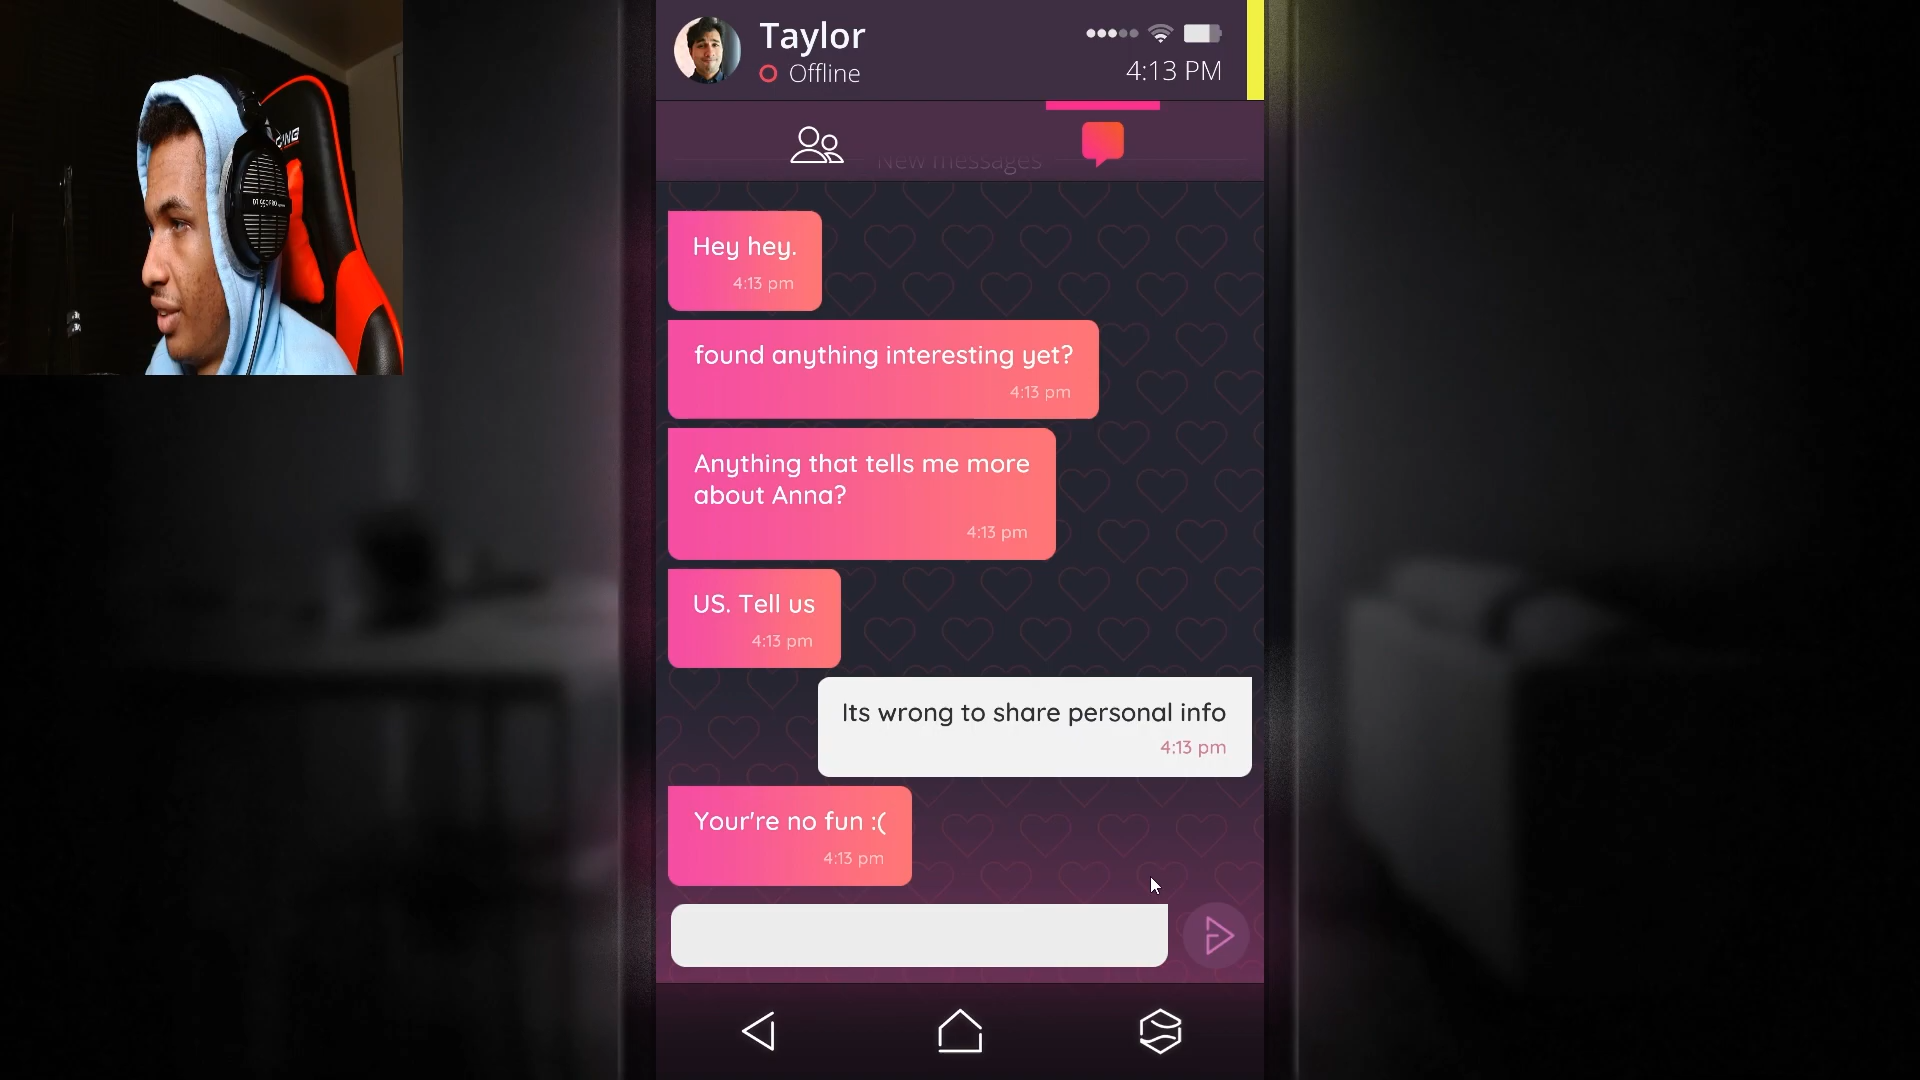 Taylor
Offline
4:13 PM
New messages
Hey hey.
4:13 pm
found anything interesting yet?
4:13 pm
Anything that tells me more
about Anna?
4:13 pm
US. Tell us
4:13 pm
Its wrong to share personal info
4:13 pm
Your're no fun :(
4:13 pm